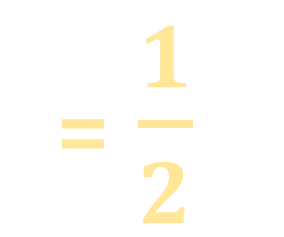 = 1/2